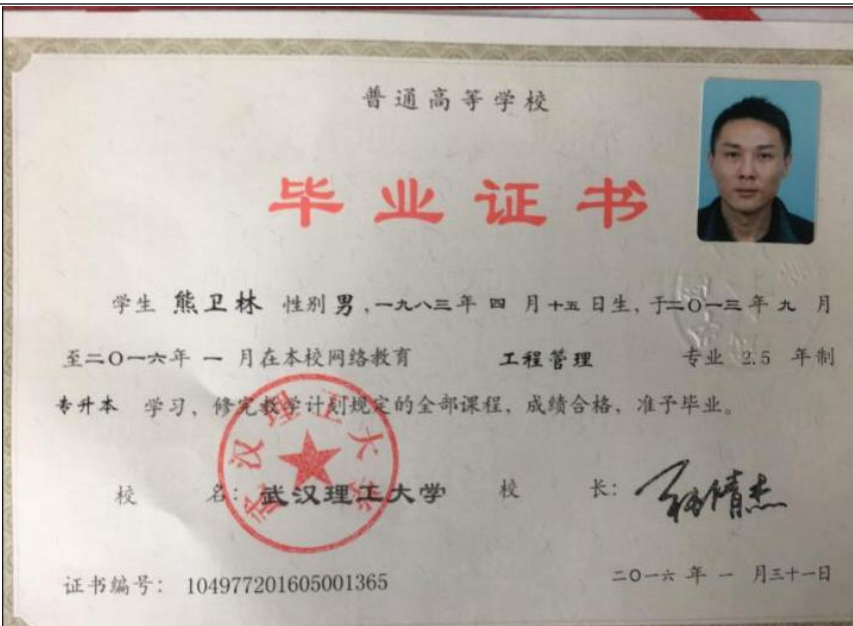 普通高等学校
毕业证书
学生 熊卫林 性别 男，一九八三年 四 月十五日生，于二〇一三年 九 月
至二〇一六年 一 月在本校网络教育 工程管理 专业 2.5 年制
专升本 学习，修完教学计划规定的全部课程，成绩合格，准予毕业。
校 名：武汉理工大学 校 长：
武汉理工大学
证书编号： 104977201605001365
二〇一六 年 一 月三十一日